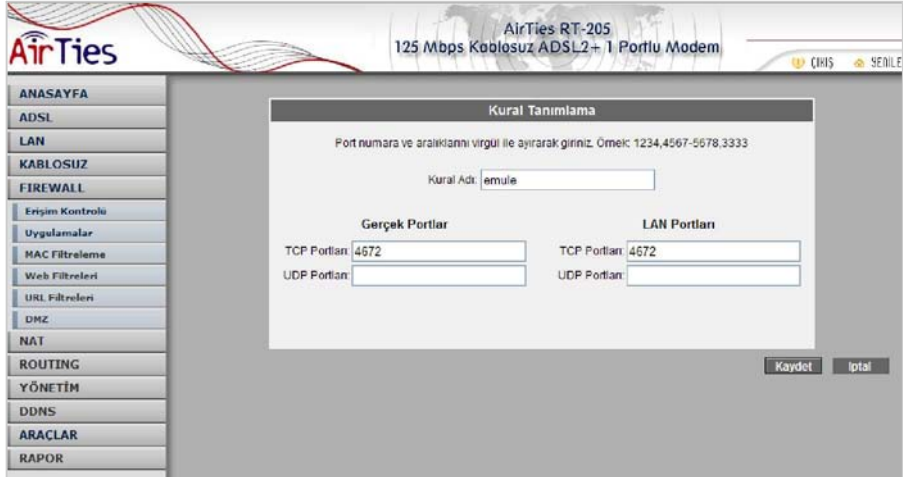 AirTies
AirTies RT-205
125 Mbps Kablosuz ADSL2+ 1 Portlu Modem
ÇIKIŞ YENİLE
ANASAYFA
ADSL
LAN
KABLOSUZ
FIREWALL
Erişim Kontrolü
Uygulamalar
MAC Filtreleme
Web Filtreleri
URL Filtreleri
DMZ
NAT
ROUTING
YÖNETİM
DDNS
ARAÇLAR
RAPOR
Kural Tanımlama
Port numara ve aralıklarını virgül ile ayırarak giriniz. Örnek: 1234,4567-5678,3333
Kural Adı: emule
Gerçek Portlar LAN Portları
TCP Portları: 4672 TCP Portları: 4672
UDP Portları: UDP Portları:
Kaydet İptal